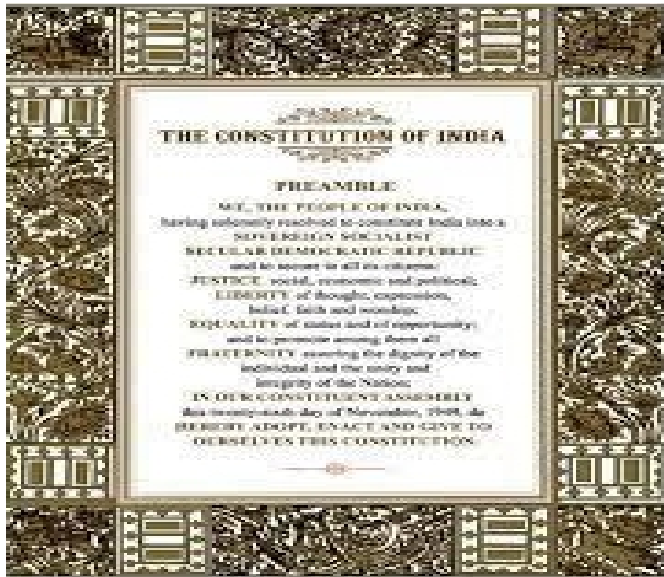 THE CONSTITUTION OF INDIA
PREAMBLE
WE, THE PEOPLE OF INDIA,
having solemnly resolved to constitute India into a
SOVEREIGN SOCIALIST
SECULAR DEMOCRATIC REPUBLIC
and to secure to all its citizens:
JUSTICE, social, economic and political;
LIBERTY of thought, expression,
belief, faith and worship;
EQUALITY of status and of opportunity;
and to promote among them all
FRATERNITY assuring the dignity of the
individual and the unity and
integrity of the Nation;
IN OUR CONSTITUENT ASSEMBLY
this twenty-sixth day of November, 1949, do
HEREBY ADOPT, ENACT AND GIVE TO
OURSELVES THIS CONSTITUTION.